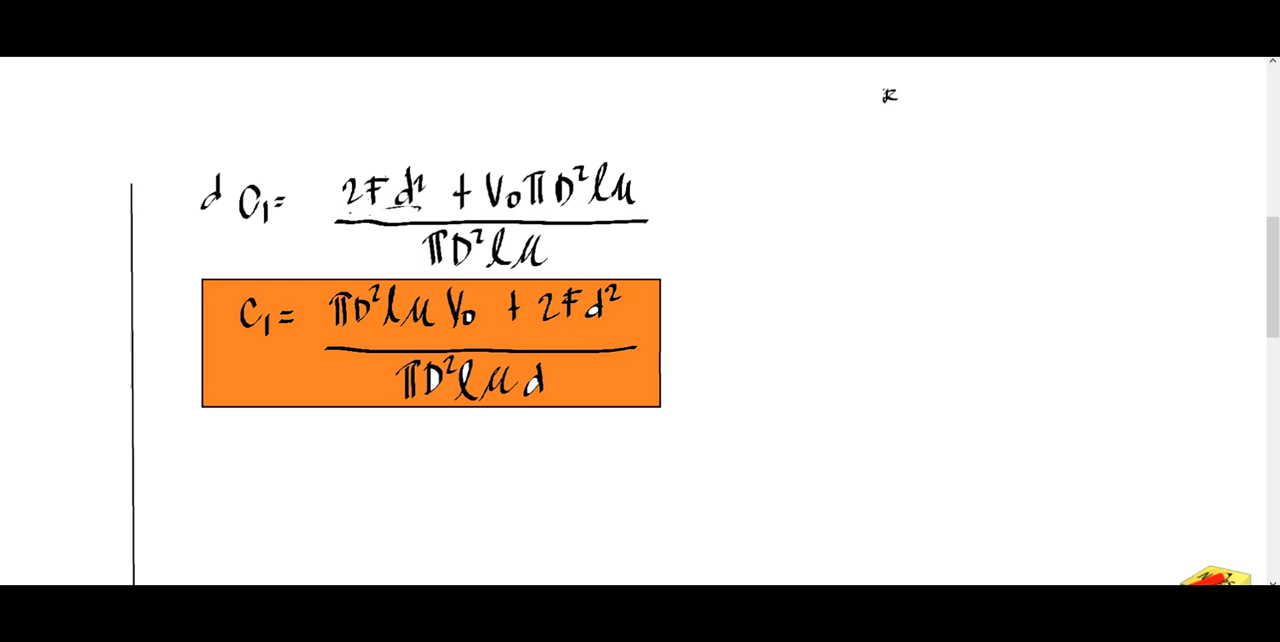 d C₁ = (2Fd² + V₀πD²lμ) / (πD²lμ)
C₁ = (πD²lμV₀ + 2Fd²) / (πD²lμd)